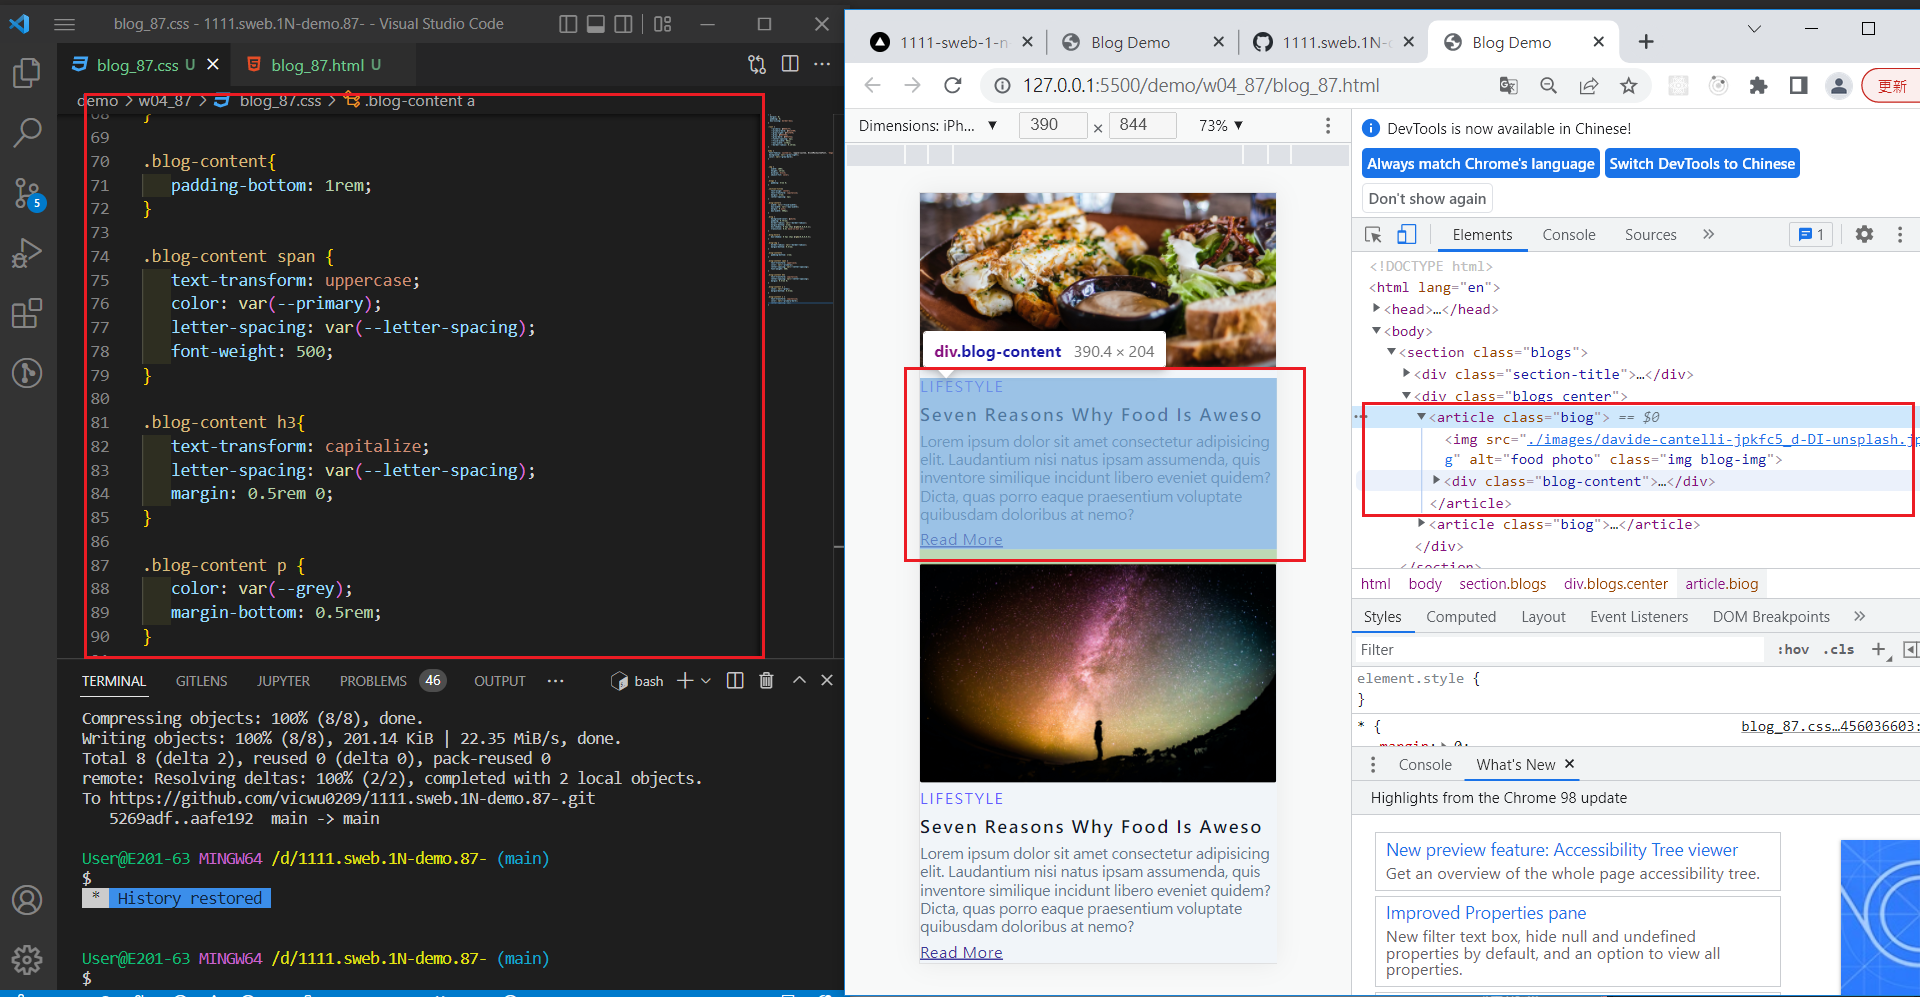 blog_87.css - 1111.sweb.1N-demo.87- - Visual Studio Code
blog_87.css U
blog_87.html U
demo > w04_87 > blog_87.css > .blog-content a
68 }
69
70 .blog-content{
71 padding-bottom: 1rem;
72 }
73
74 .blog-content span {
75 text-transform: uppercase;
76 color: var(--primary);
77 letter-spacing: var(--letter-spacing);
78 font-weight: 500;
79 }
80
81 .blog-content h3{
82 text-transform: capitalize;
83 letter-spacing: var(--letter-spacing);
84 margin: 0.5rem 0;
85 }
86
87 .blog-content p {
88 color: var(--grey);
89 margin-bottom: 0.5rem;
90 }
5
TERMINAL GITLENS JUPYTER PROBLEMS 46 OUTPUT ··· bash
Compressing objects: 100% (8/8), done.
Writing objects: 100% (8/8), 201.14 KiB | 22.35 MiB/s, done.
Total 8 (delta 2), reused 0 (delta 0), pack-reused 0
remote: Resolving deltas: 100% (2/2), completed with 2 local objects.
To https://github.com/vicwu0209/1111.sweb.1N-demo.87-.git
5269adf..aafe192 main -> main
User@E201-63 MINGW64 /d/1111.sweb.1N-demo.87- (main)
$
* History restored
User@E201-63 MINGW64 /d/1111.sweb.1N-demo.87- (main)
$
1111-sweb-1-n
Blog Demo
1111.sweb.1N-d
Blog Demo
127.0.0.1:5500/demo/w04_87/blog_87.html
更新
Dimensions: iPh... ▼ 390 × 844 73% ▼
div.blog-content 390.4 × 204
LIFESTYLE
Seven Reasons Why Food Is Aweso
Lorem ipsum dolor sit amet consectetur adipisicing
elit. Laudantium nisi natus ipsam assumenda, quis
inventore similique incidunt libero eveniet quidem?
Dicta, quas porro eaque praesentium voluptate
quibusdam doloribus at nemo?
Read More
LIFESTYLE
Seven Reasons Why Food Is Aweso
Lorem ipsum dolor sit amet consectetur adipisicing
elit. Laudantium nisi natus ipsam assumenda, quis
inventore similique incidunt libero eveniet quidem?
Dicta, quas porro eaque praesentium voluptate
quibusdam doloribus at nemo?
Read More
DevTools is now available in Chinese!
Always match Chrome's language
Switch DevTools to Chinese
Don't show again
Elements Console Sources » 1
<!DOCTYPE html>
<html lang="en">
▶<head>…</head>
▼<body>
▼<section class="blogs">
▶<div class="section-title">…</div>
▼<div class="blogs center">
▼<article class="biog"> == $0
<img src="./images/davide-cantelli-jpkfc5_d-DI-unsplash.jp
g" alt="food photo" class="img blog-img">
▶<div class="blog-content">…</div>
</article>
▶<article class="biog">…</article>
</div>
</section>
html body section.blogs div.blogs.center article.biog
Styles Computed Layout Event Listeners DOM Breakpoints »
Filter :hov .cls +
element.style {
}
* { blog_87.css…456036603:
margin: ▶ 0;
Console What's New
Highlights from the Chrome 98 update
New preview feature: Accessibility Tree viewer
Get an overview of the whole page accessibility tree.
Improved Properties pane
New filter text box, hide null and undefined
properties by default, and an option to view all
properties.